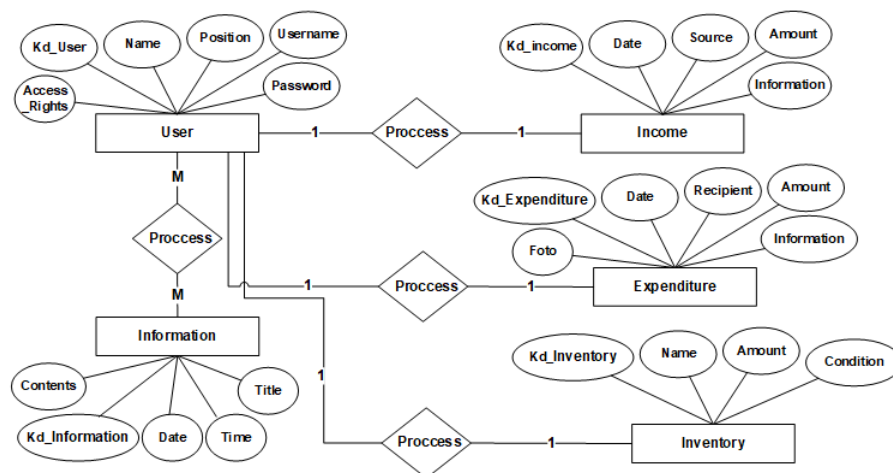 Kd_User
Name
Position
Username
Access
_Rights
Password
User
1
Proccess
1
Kd_income
Date
Source
Amount
Information
Income
M
Proccess
M
Kd_Expenditure
Date
Recipient
Amount
Foto
Information
1
Proccess
1
Expenditure
Information
Contents
Title
Kd_Information
Date
Time
1
Kd_Inventory
Name
Amount
Condition
Proccess
1
Inventory